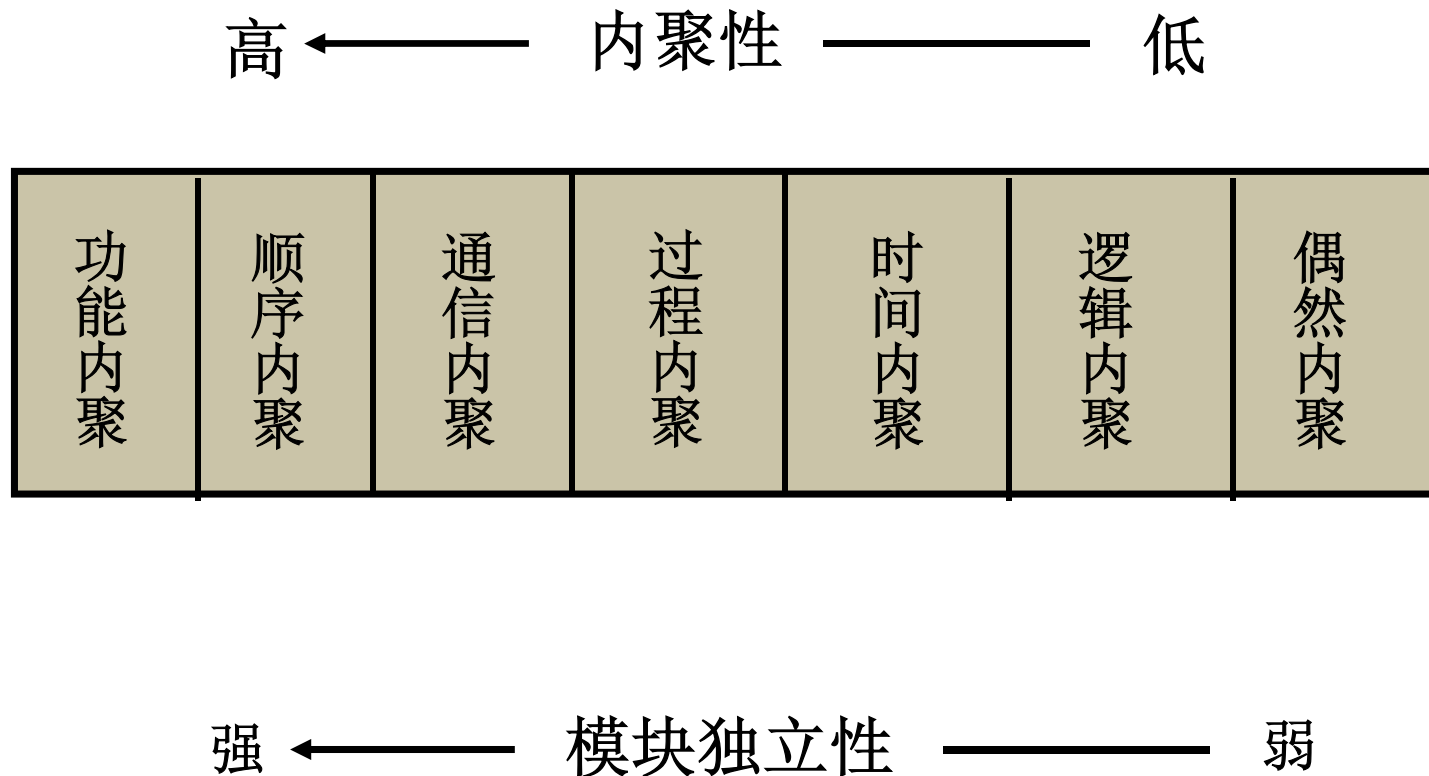 高 内聚性 低
功能内聚
顺序内聚
通信内聚
过程内聚
时间内聚
逻辑内聚
偶然内聚
强 模块独立性 弱